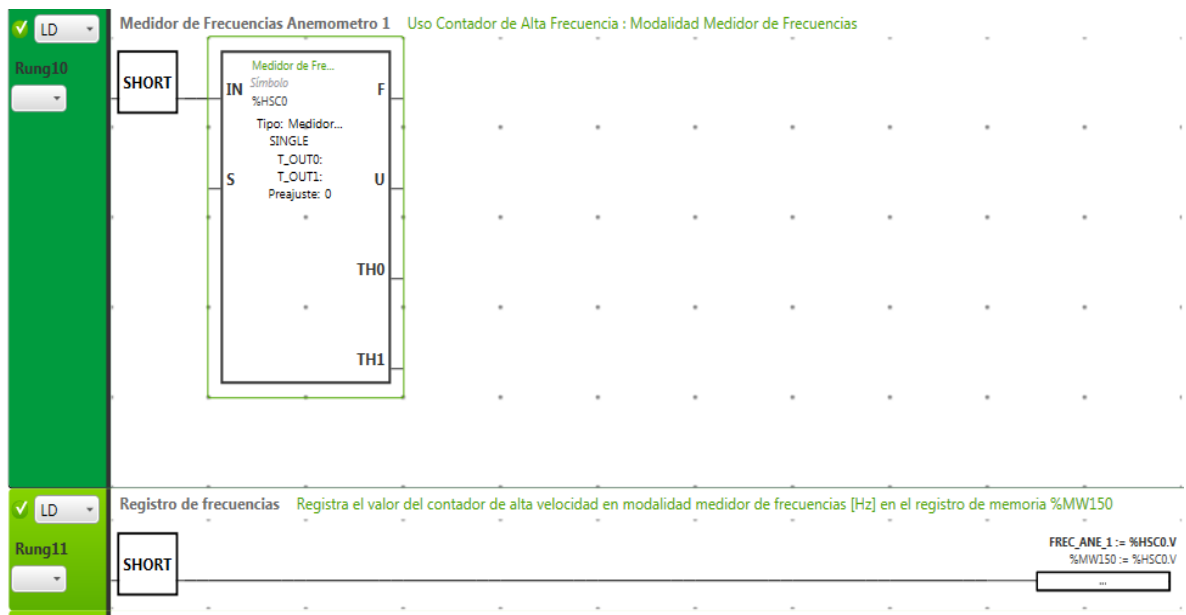 LD
Medidor de Frecuencias Anemometro 1 Uso Contador de Alta Frecuencia : Modalidad Medidor de Frecuencias
Rung10
SHORT
Medidor de Fre...
Símbolo
%HSC0
IN
F
Tipo: Medidor...
SINGLE
T_OUT0:
T_OUT1:
Preajuste: 0
S
U
TH0
TH1
LD
Registro de frecuencias Registra el valor del contador de alta velocidad en modalidad medidor de frecuencias [Hz] en el registro de memoria %MW150
Rung11
SHORT
FREC_ANE_1 := %HSC0.V
%MW150 := %HSC0.V
...